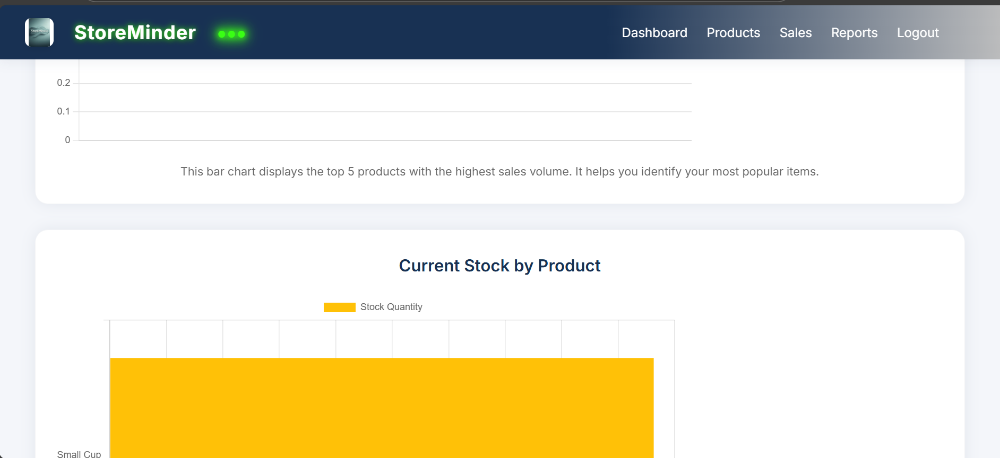 StoreMinder
Dashboard Products Sales Reports Logout
0.2
0.1
0
This bar chart displays the top 5 products with the highest sales volume. It helps you identify your most popular items.
Current Stock by Product
Stock Quantity
Small Cup